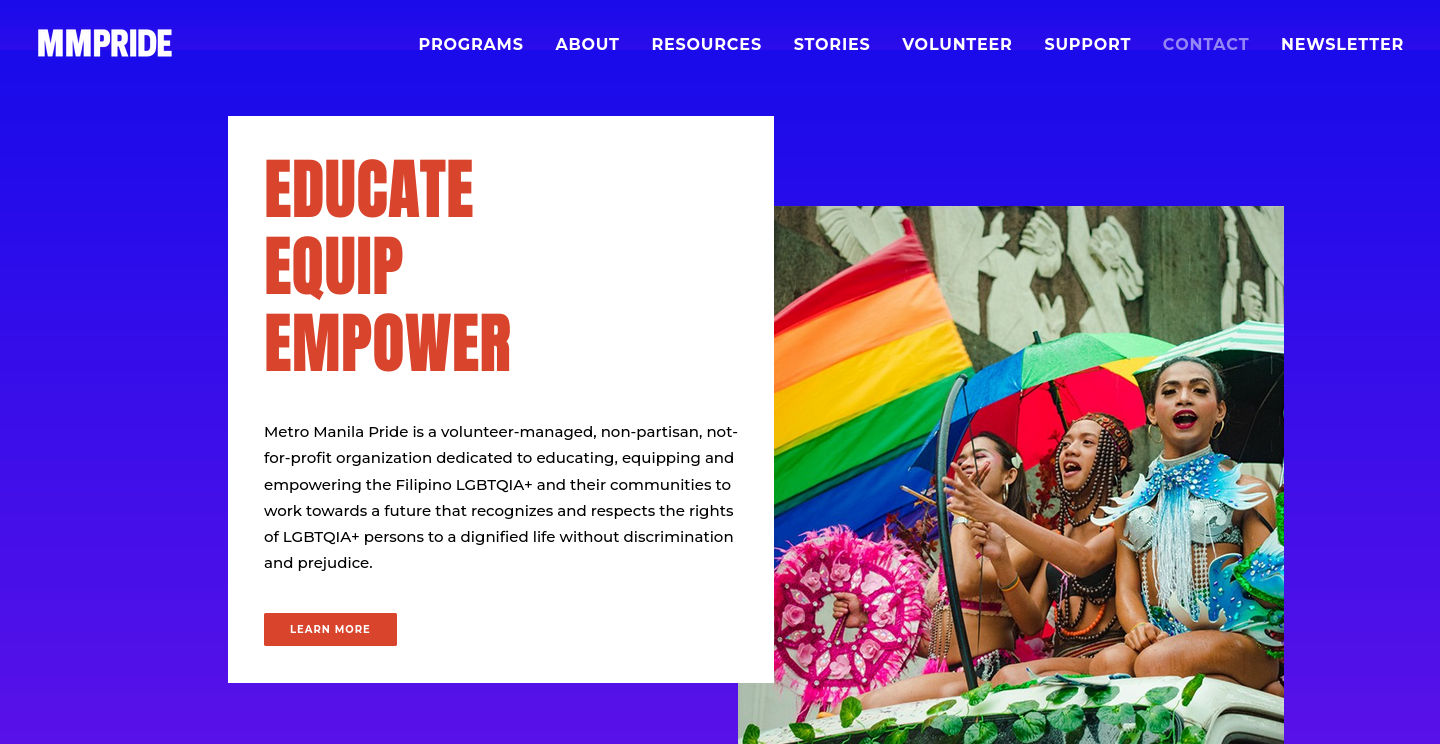 MMPRIDE
PROGRAMS ABOUT RESOURCES STORIES VOLUNTEER SUPPORT CONTACT NEWSLETTER
EDUCATE
EQUIP
EMPOWER
Metro Manila Pride is a volunteer-managed, non-partisan, not-
for-profit organization dedicated to educating, equipping and
empowering the Filipino LGBTQIA+ and their communities to
work towards a future that recognizes and respects the rights
of LGBTQIA+ persons to a dignified life without discrimination
and prejudice.
LEARN MORE